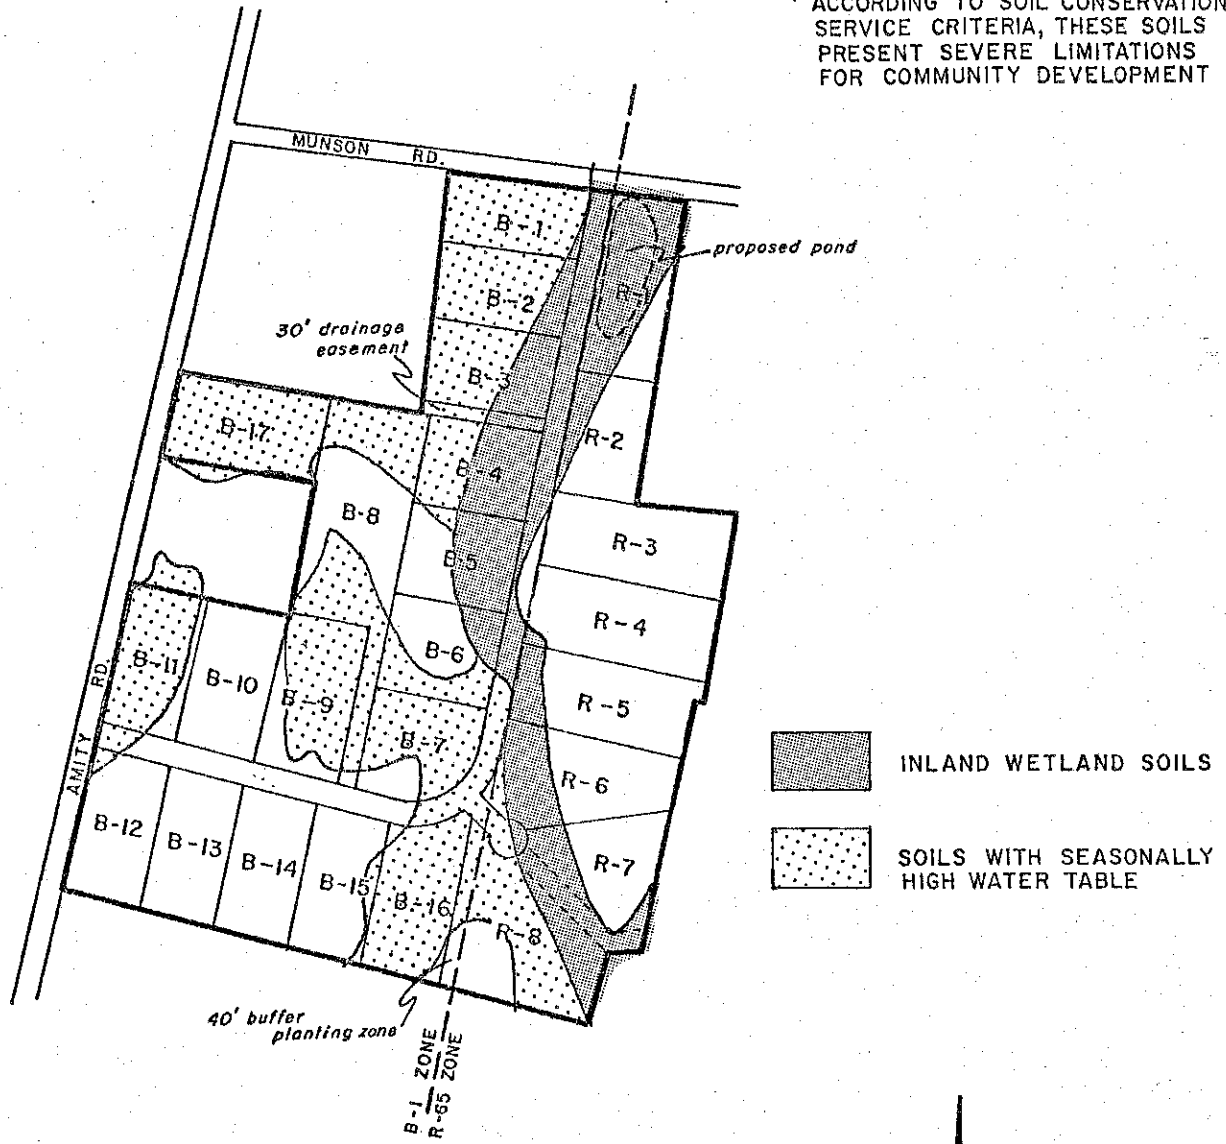 ACCORDING TO SOIL CONSERVATION
SERVICE CRITERIA, THESE SOILS
PRESENT SEVERE LIMITATIONS
FOR COMMUNITY DEVELOPMENT
MUNSON RD.
B-1
proposed pond
R-1
B-2
30' drainage
easement
B-3
R-2
B-17
B-4
B-8
R-3
B-5
R-4
B-6
B-11
B-10
B-9
R-5
AMITY RD.
B-7
INLAND WETLAND SOILS
R-6
B-12
B-13
B-14
B-15
R-7
SOILS WITH SEASONALLY
HIGH WATER TABLE
B-16
R-8
40' buffer
planting zone
B-1 ZONE
R-65 ZONE